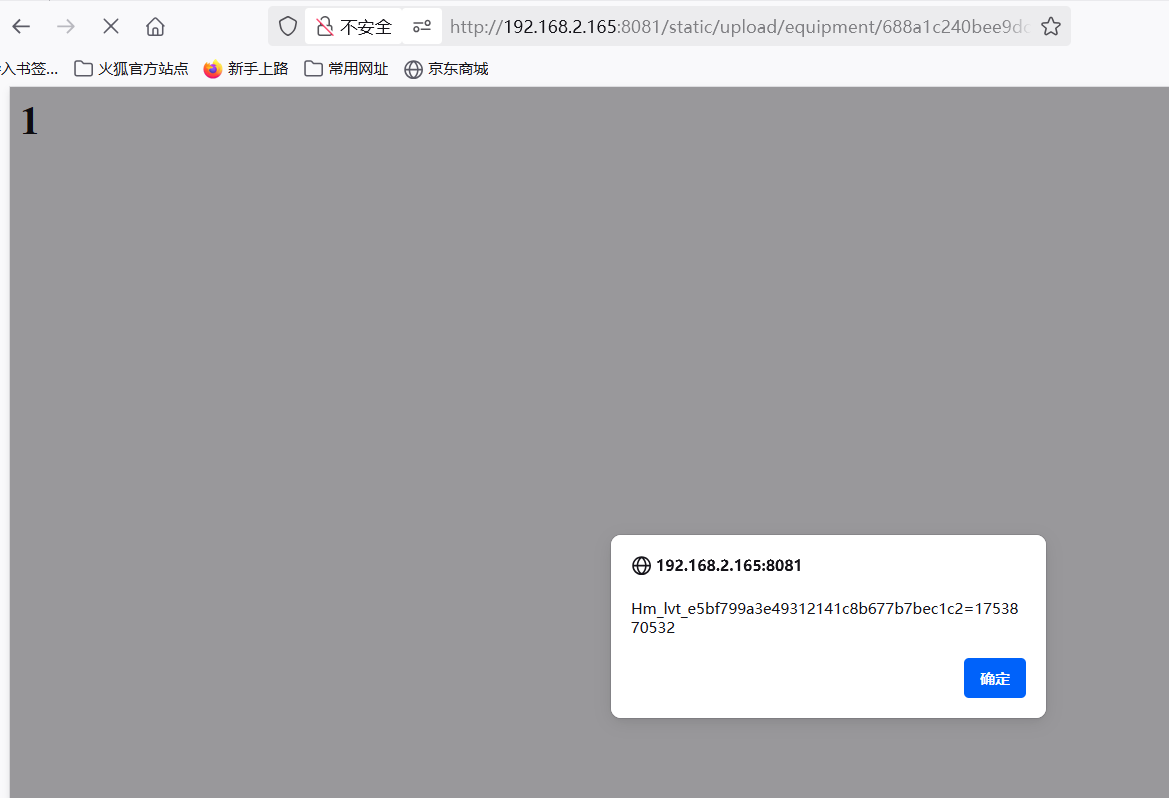 不安全 http://192.168.2.165:8081/static/upload/equipment/688a1c240bee9dc
入书签... 火狐官方站点 新手上路 常用网址 京东商城
1
192.168.2.165:8081
Hm_lvt_e5bf799a3e49312141c8b677b7bec1c2=17538
70532
确定